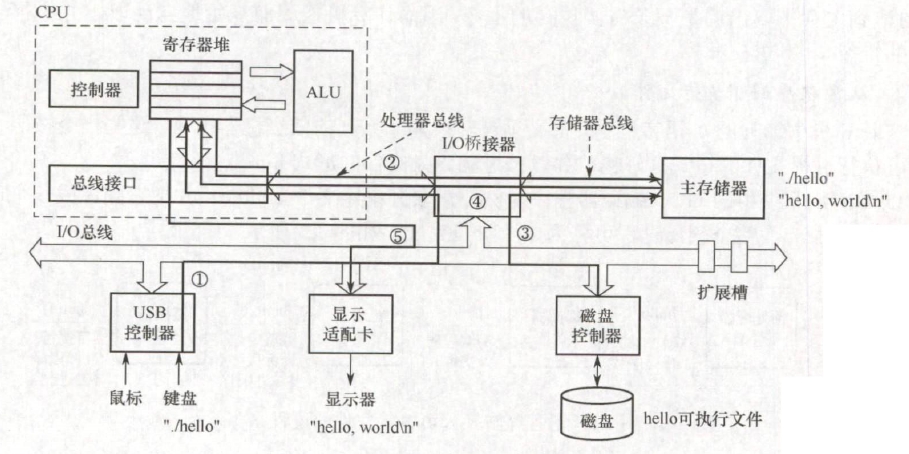 CPU
寄存器堆
控制器
ALU
处理器总线
存储器总线
②
I/O桥接器
总线接口
主存储器
"./hello"
"hello, world\n"
④
I/O总线
⑤
③
①
扩展槽
USB
控制器
显示
适配卡
磁盘
控制器
鼠标
键盘
显示器
"./hello"
"hello, world\n"
磁盘
hello可执行文件